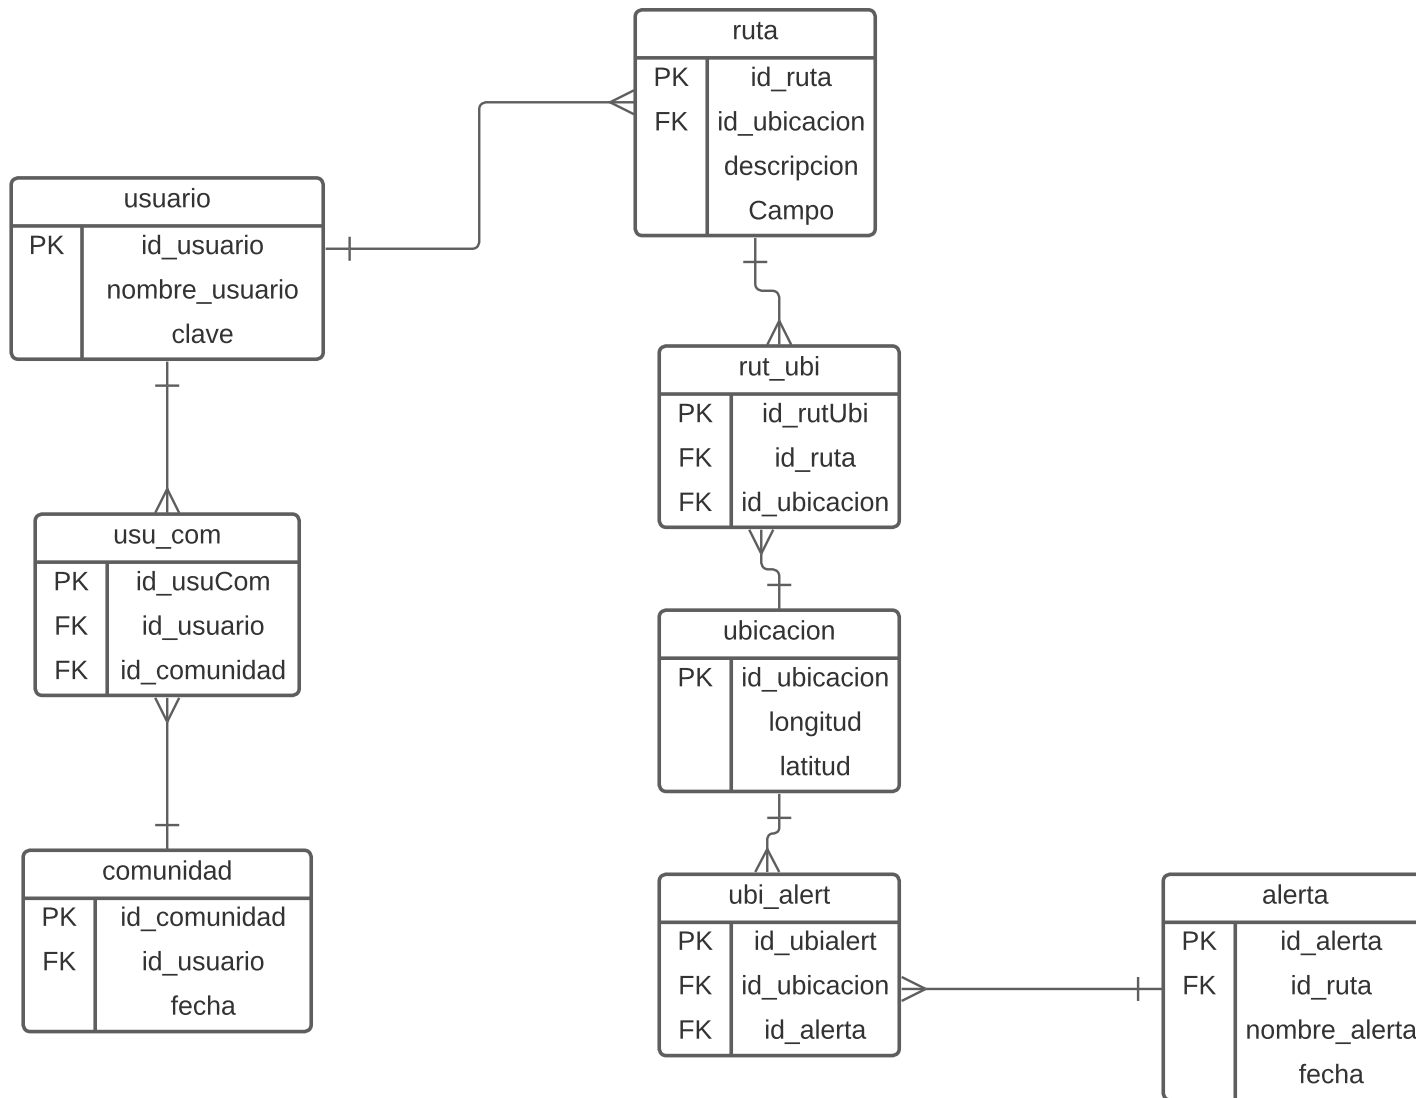 ruta
PK id_ruta
FK id_ubicacion
descripcion
Campo
usuario
PK id_usuario
nombre_usuario
clave
rut_ubi
PK id_rutUbi
FK id_ruta
FK id_ubicacion
usu_com
PK id_usuCom
FK id_usuario
FK id_comunidad
ubicacion
PK id_ubicacion
longitud
latitud
comunidad
PK id_comunidad
FK id_usuario
fecha
ubi_alert
PK id_ubialert
FK id_ubicacion
FK id_alerta
alerta
PK id_alerta
FK id_ruta
nombre_alerta
fecha